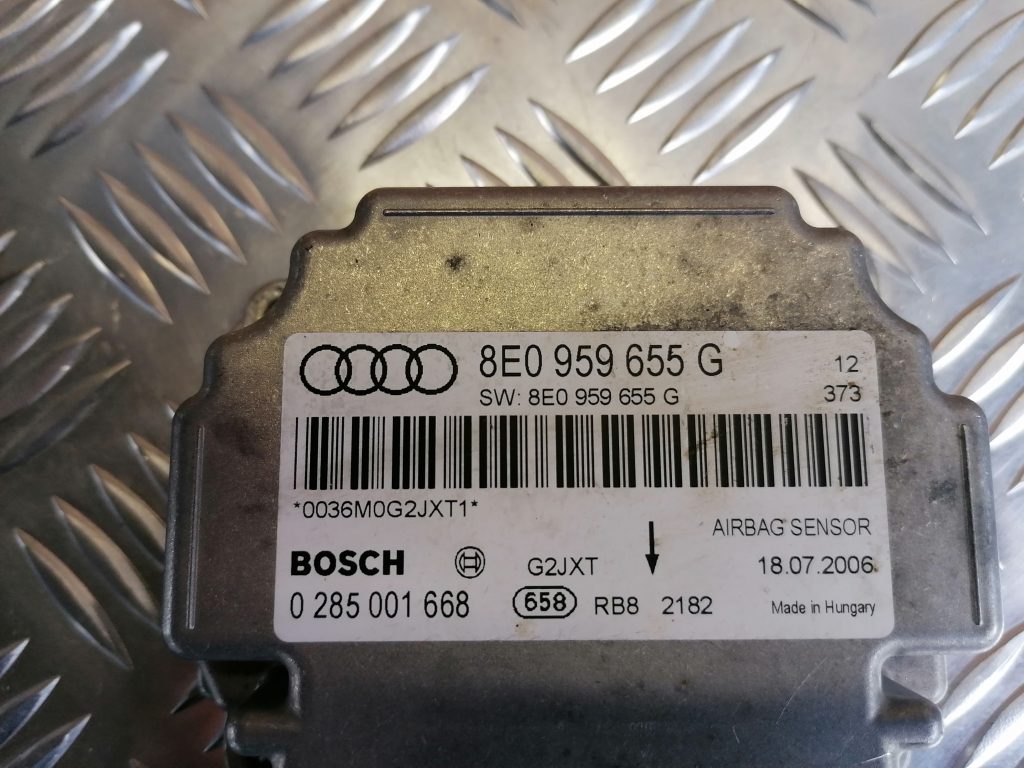 8E0 959 655 G 12
SW: 8E0 959 655 G 373
*0036M0G2JXT1*
AIRBAG SENSOR
BOSCH G2JXT 18.07.2006
0 285 001 668 658 RB8 2182 Made in Hungary